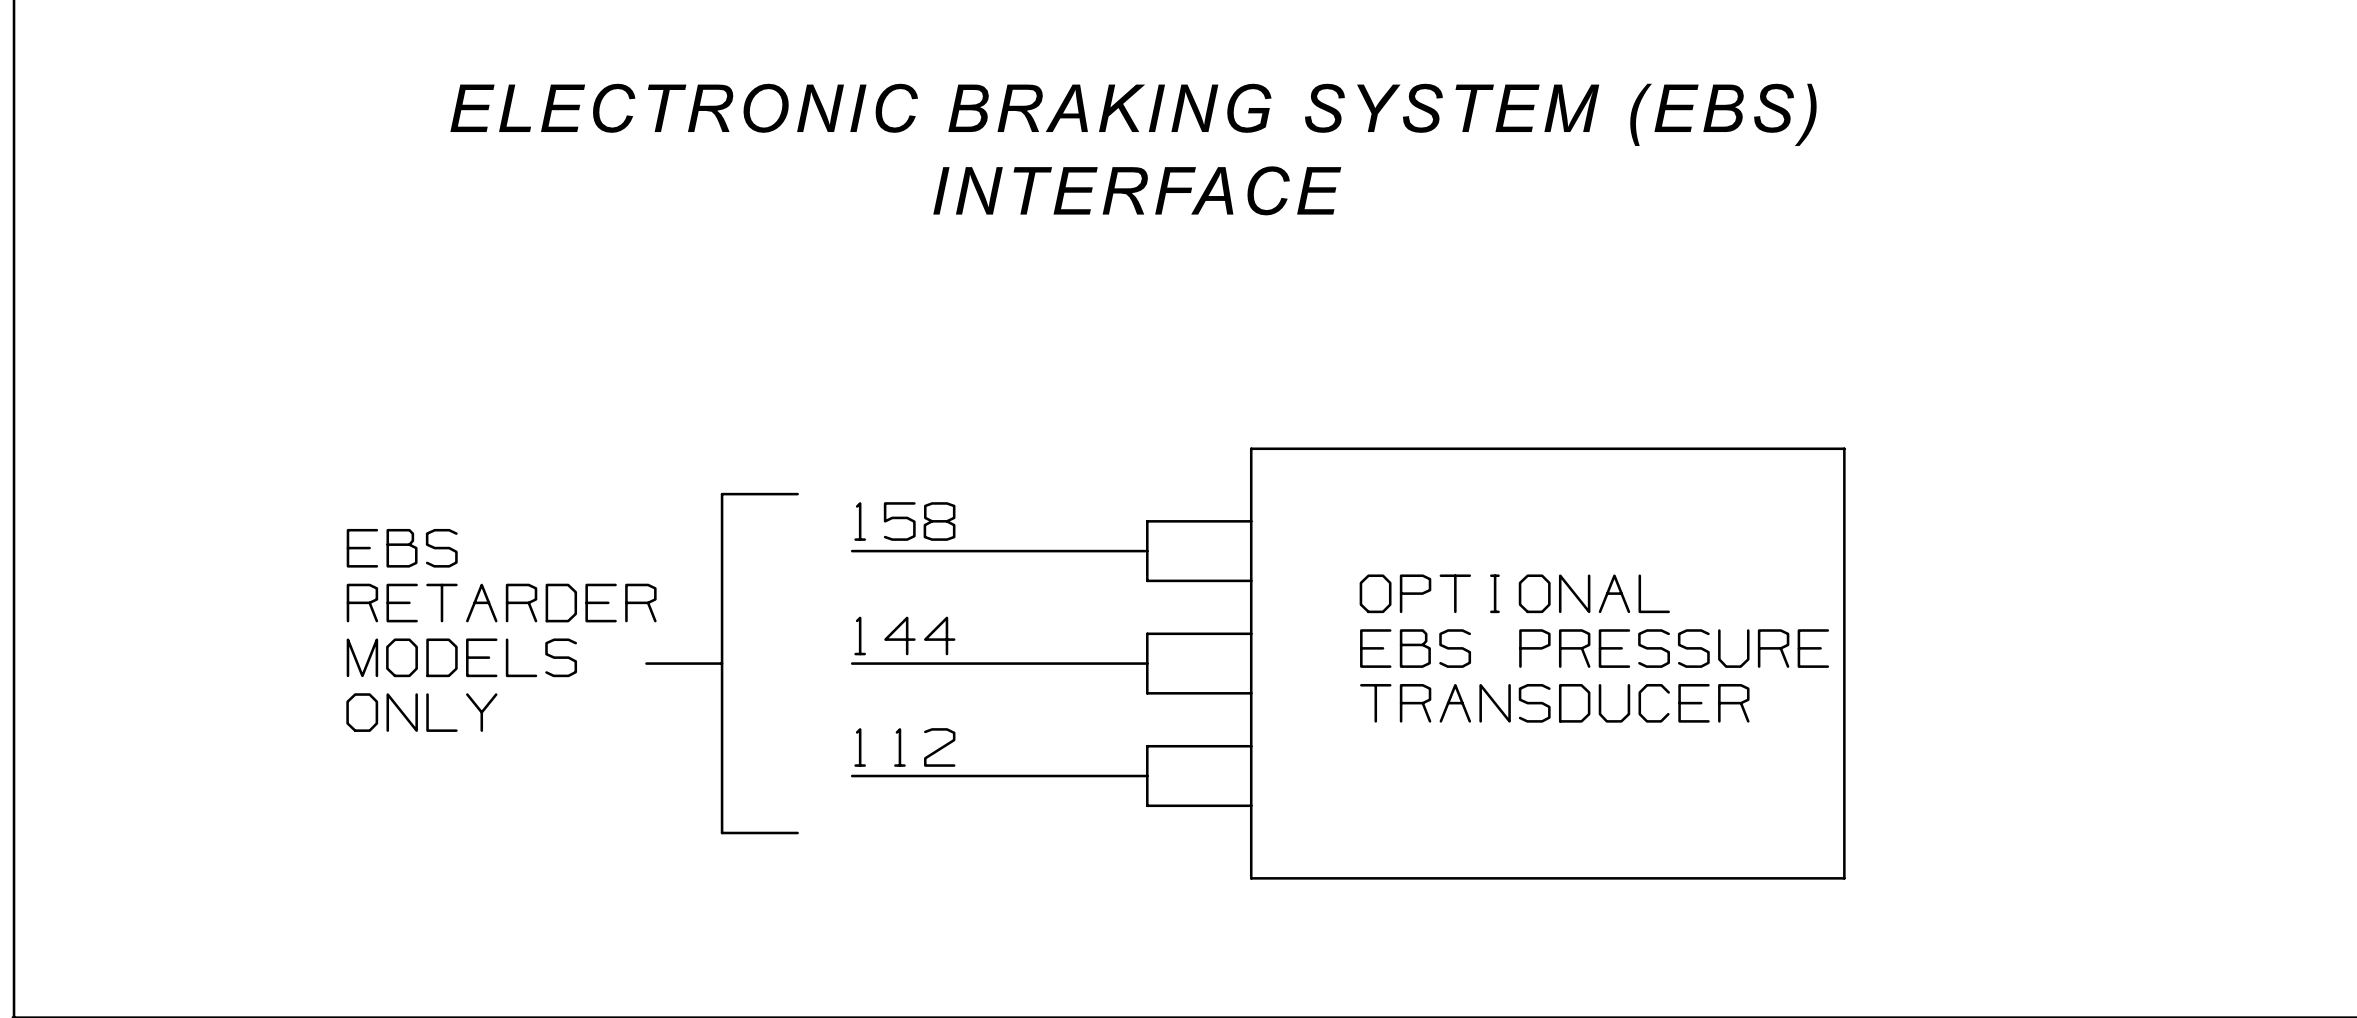 ELECTRONIC BRAKING SYSTEM (EBS)
INTERFACE
EBS
RETARDER
MODELS
ONLY
158
144
112
OPTIONAL
EBS PRESSURE
TRANSDUCER